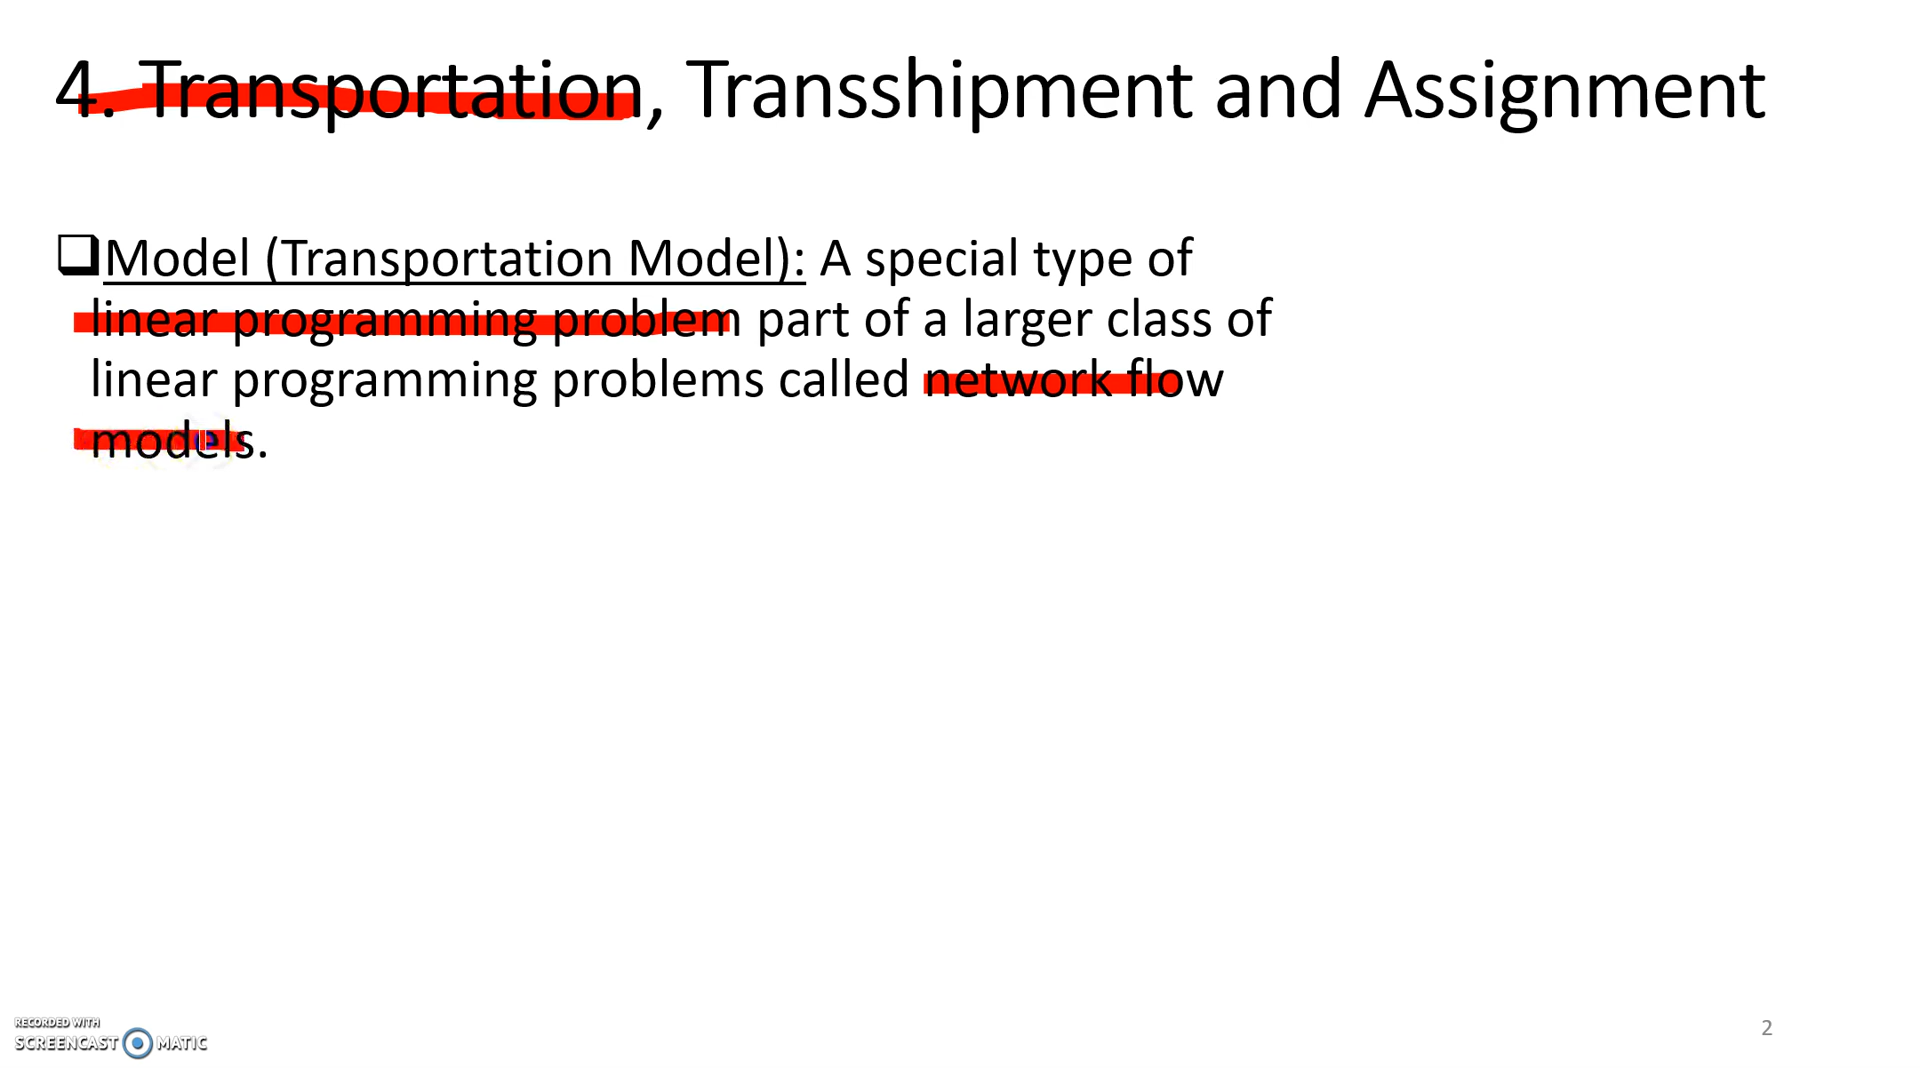 4. Transportation, Transshipment and Assignment
❑Model (Transportation Model): A special type of
linear programming problem part of a larger class of
linear programming problems called network flow
models.
RECORDED WITH
SCREENCAST MATIC
2